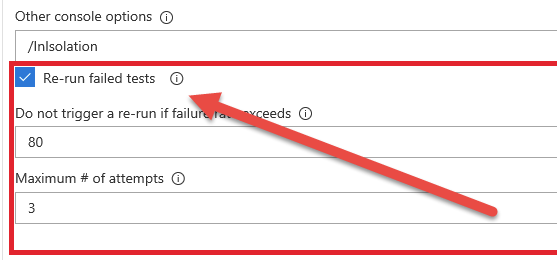 Other console options
/InIsolation
Re-run failed tests
Do not trigger a re-run if failure rate exceeds
80
Maximum # of attempts
3